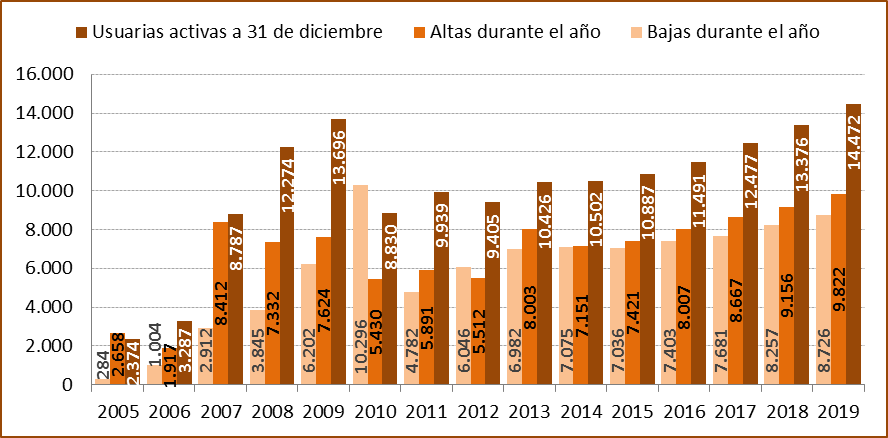 Usuarias activas a 31 de diciembre Altas durante el año Bajas durante el año
16.000
14.000
12.000
10.000
8.000
6.000
4.000
2.000
0
284 2.658 2.374
1.004 1.917 3.287
2.912 8.412 8.787
3.845 7.332 12.274
6.202 7.624 13.696
10.296 5.430 8.830
4.782 5.891 9.939
6.046 5.512 9.405
6.982 8.003 10.426
7.075 7.151 10.502
7.036 7.421 10.887
7.403 8.007 11.491
7.681 8.667 12.477
8.257 9.156 13.376
8.726 9.822 14.472
2005 2006 2007 2008 2009 2010 2011 2012 2013 2014 2015 2016 2017 2018 2019